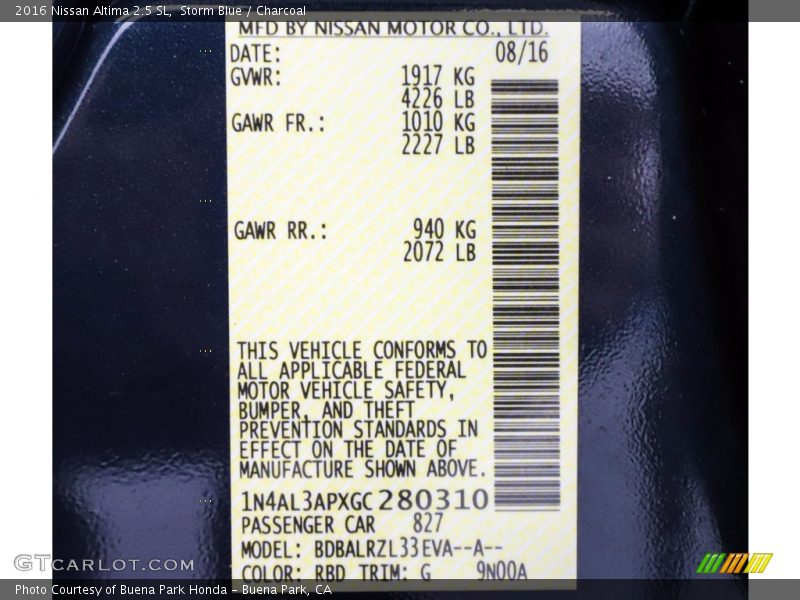 2016 Nissan Altima 2.5 SL, Storm Blue / Charcoal
MFD BY NISSAN MOTOR CO., LTD.
DATE: 08/16
GVWR: 1917 KG
4226 LB
GAWR FR.: 1010 KG
2227 LB
GAWR RR.: 940 KG
2072 LB
THIS VEHICLE CONFORMS TO
ALL APPLICABLE FEDERAL
MOTOR VEHICLE SAFETY,
BUMPER, AND THEFT
PREVENTION STANDARDS IN
EFFECT ON THE DATE OF
MANUFACTURE SHOWN ABOVE.
1N4AL3APXGC280310
PASSENGER CAR 827
MODEL: BDBALRZL33EVA--A--
COLOR: RBD TRIM: G 9N00A
GTCARLOT.COM
Photo Courtesy of Buena Park Honda - Buena Park, CA